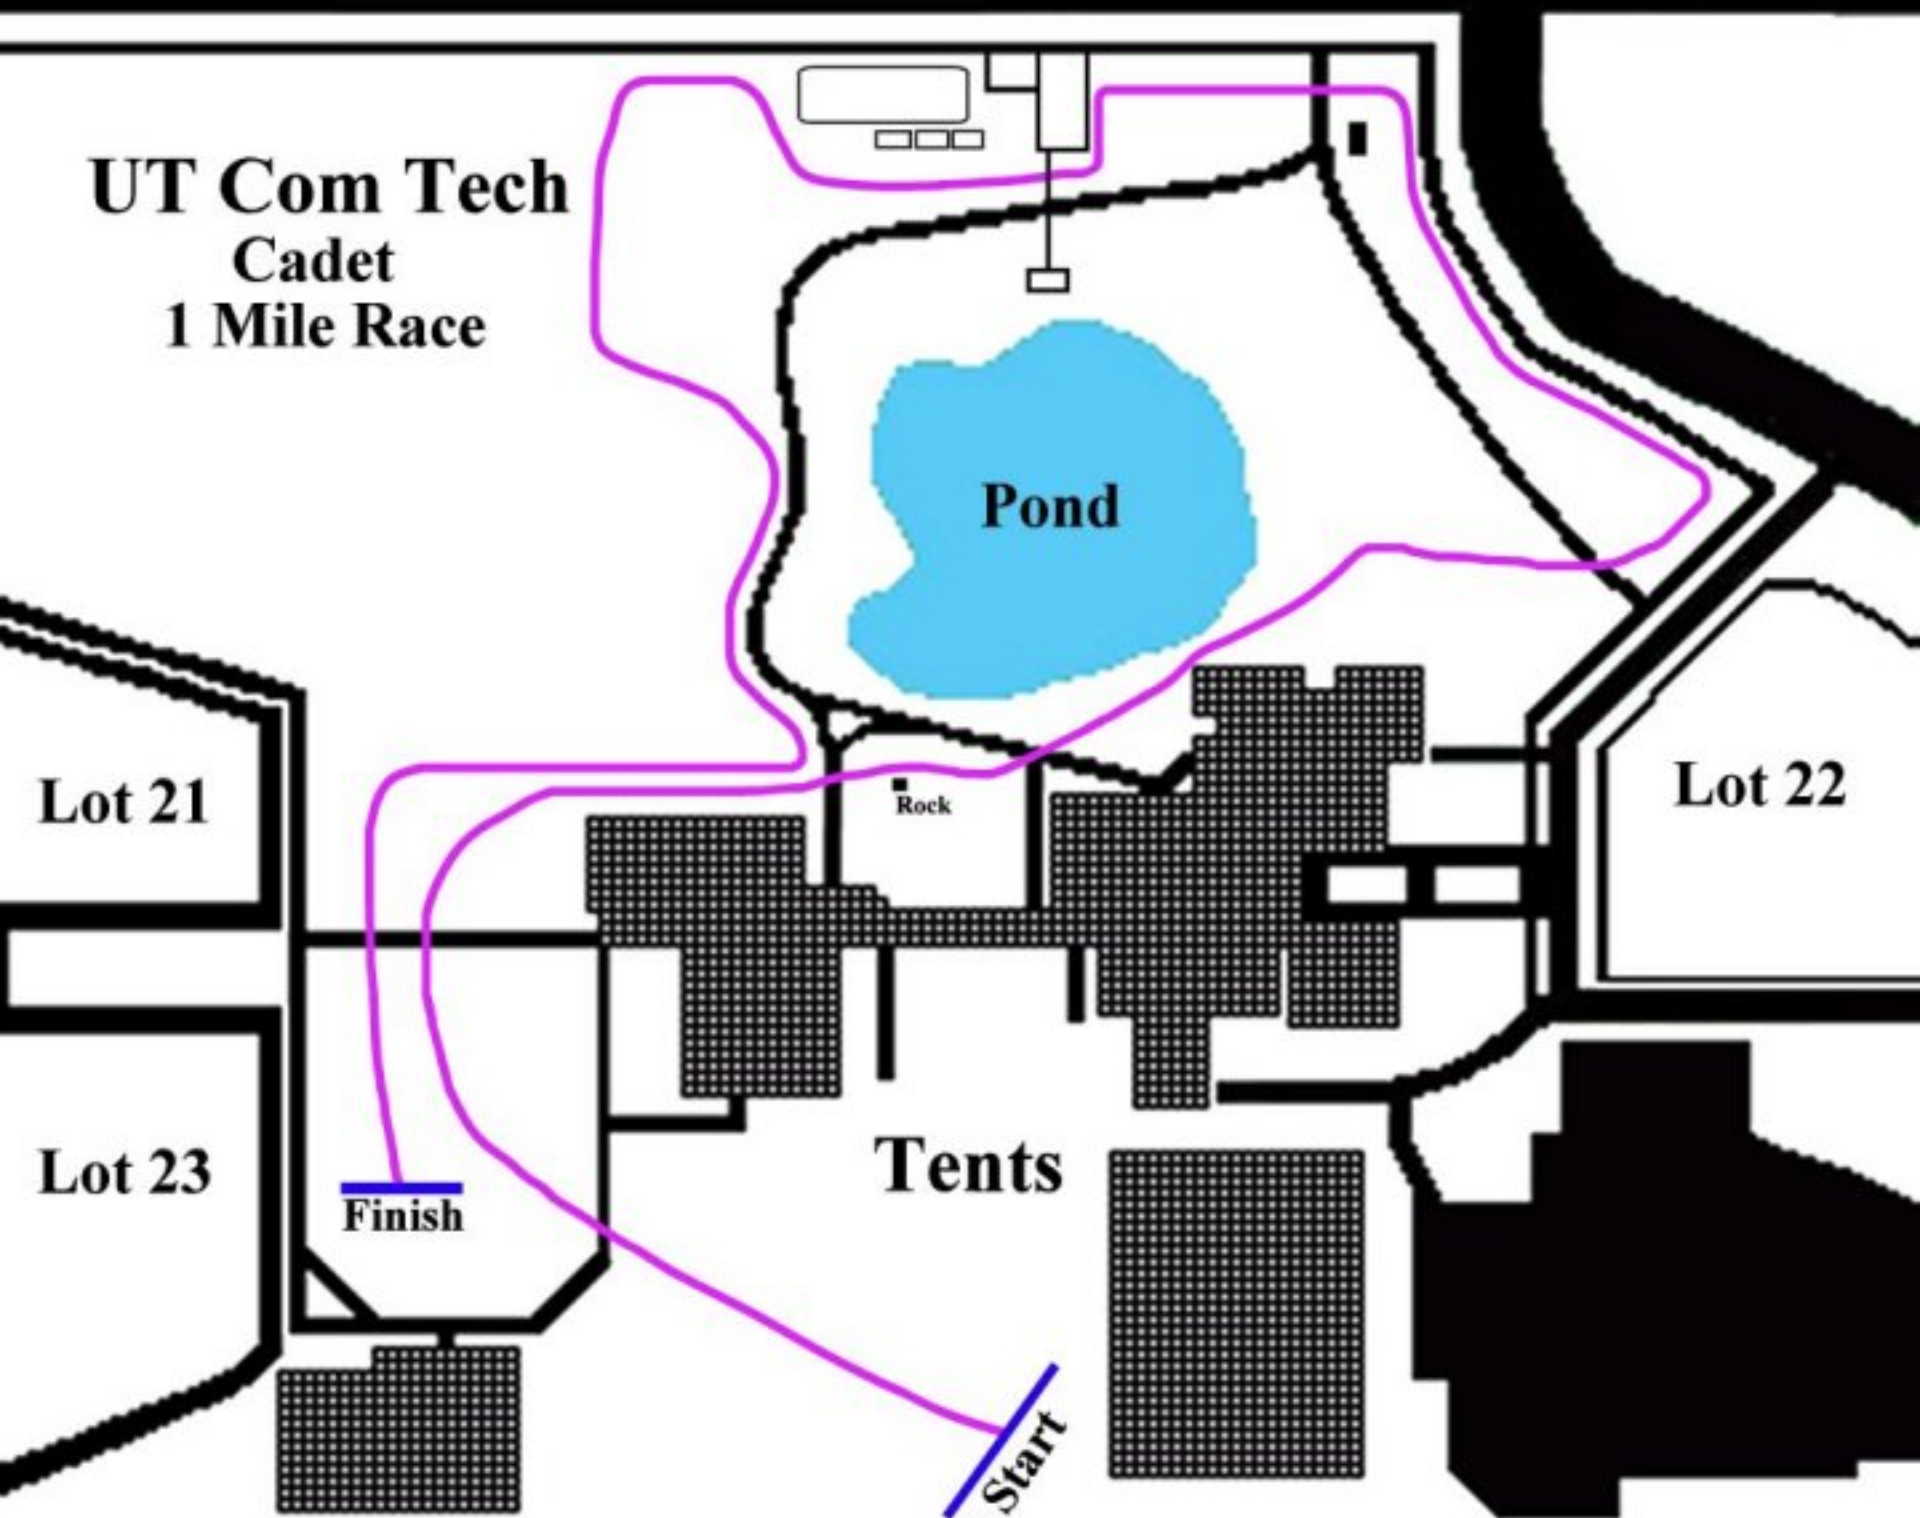 UT Com Tech
Cadet
1 Mile Race
Pond
Lot 21
Rock
Lot 22
Tents
Lot 23
Finish
Start